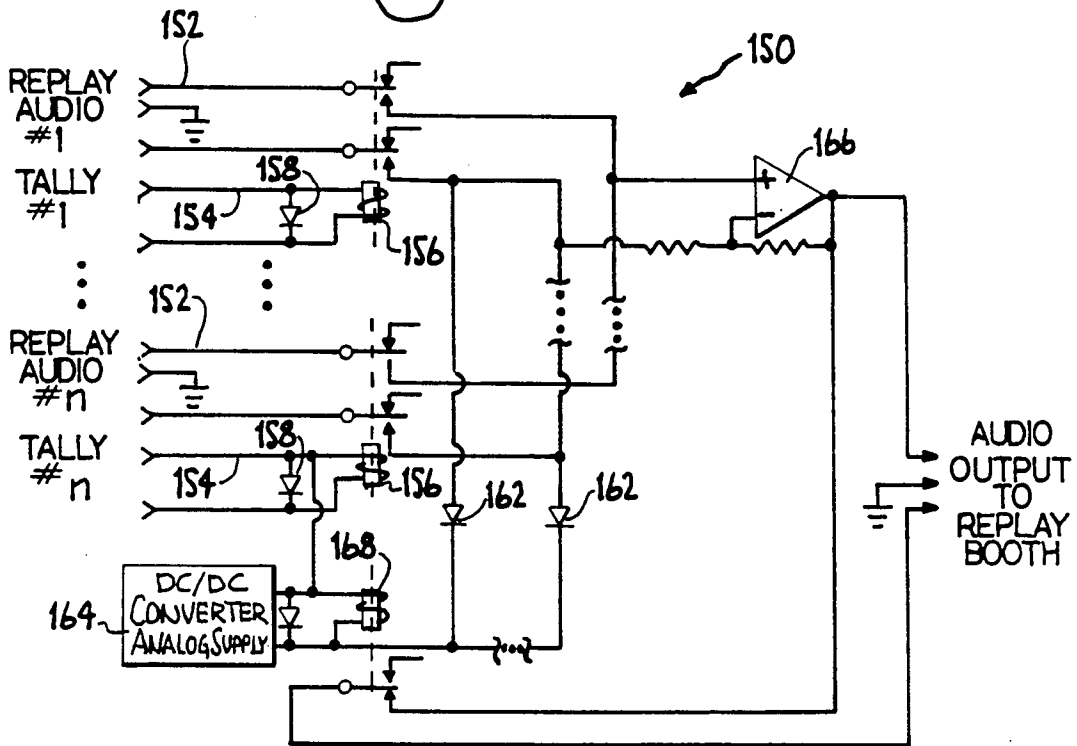 152
150
REPLAY
AUDIO
#1
166
158
TALLY
#1
154
+
−
156
152
REPLAY
AUDIO
#n
158
TALLY
#n
154
156
162
162
AUDIO
OUTPUT
TO
REPLAY
BOOTH
168
164
DC/DC
CONVERTER
ANALOG SUPPLY